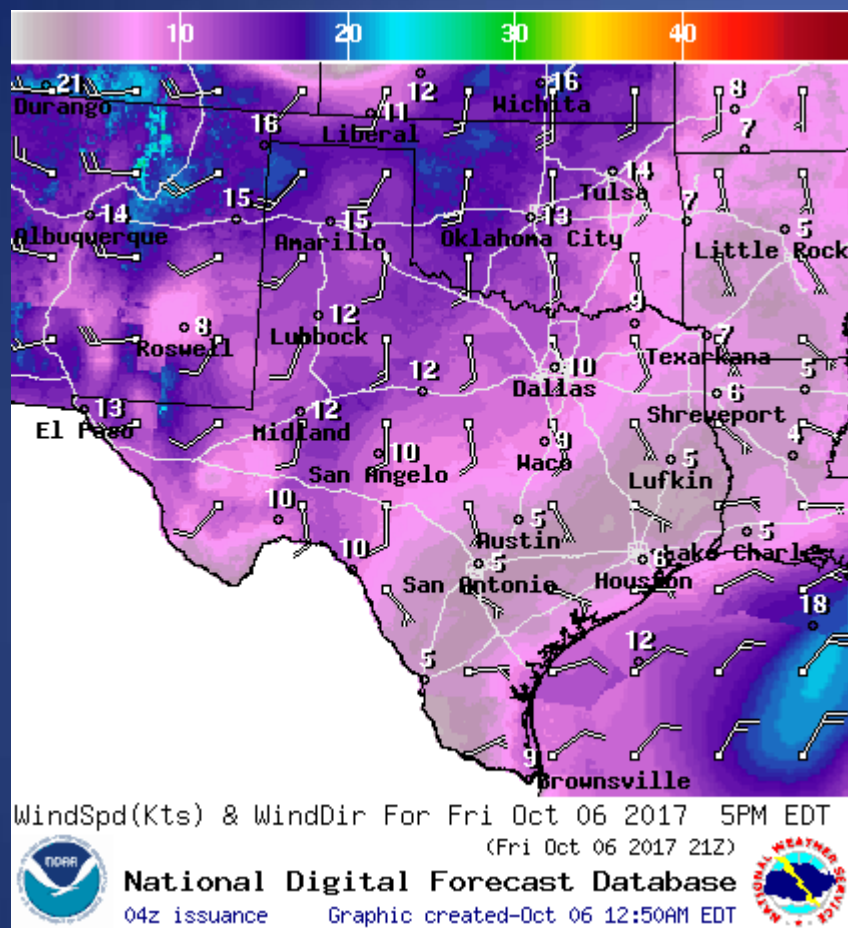 10 20 30 40
21 12 16 8
Durango Liberal 11 Wichita
16 7
14 Tulsa
14 15 15 13 7 5
Albuquerque Amarillo Oklahoma City Little Rock
8 12 9 7
Roswell Lubbock Texarkana
12 10 5
Dallas
13 12 6
El Paso Midland Shreveport
10 9 5 4
San Angelo Waco Lufkin
10 5 5
Austin Lake Charles
10 5 6
San Antonio Houston
18
5 12
9
Brownsville
WindSpd(Kts) & WindDir For Fri Oct 06 2017 5PM EDT
(Fri Oct 06 2017 21Z)
NOAA
National Digital Forecast Database
04z issuance Graphic created-Oct 06 12:50AM EDT
NATIONAL WEATHER SERVICE